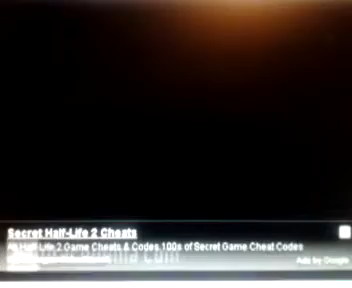 Secret Half-Life 2 Cheats
All Half-Life 2 Game Cheats & Codes. 100s of Secret Game Cheat Codes
Ads by Google